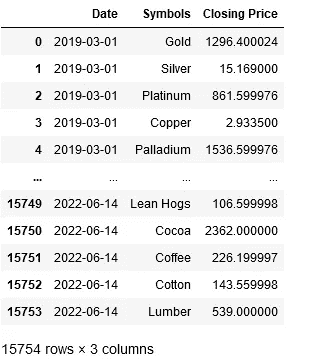 Date Symbols Closing Price
0 2019-03-01 Gold 1296.400024
1 2019-03-01 Silver 15.169000
2 2019-03-01 Platinum 861.599976
3 2019-03-01 Copper 2.933500
4 2019-03-01 Palladium 1536.599976
... ... ... ...
15749 2022-06-14 Lean Hogs 106.599998
15750 2022-06-14 Cocoa 2362.000000
15751 2022-06-14 Coffee 226.199997
15752 2022-06-14 Cotton 143.559998
15753 2022-06-14 Lumber 539.000000
15754 rows × 3 columns